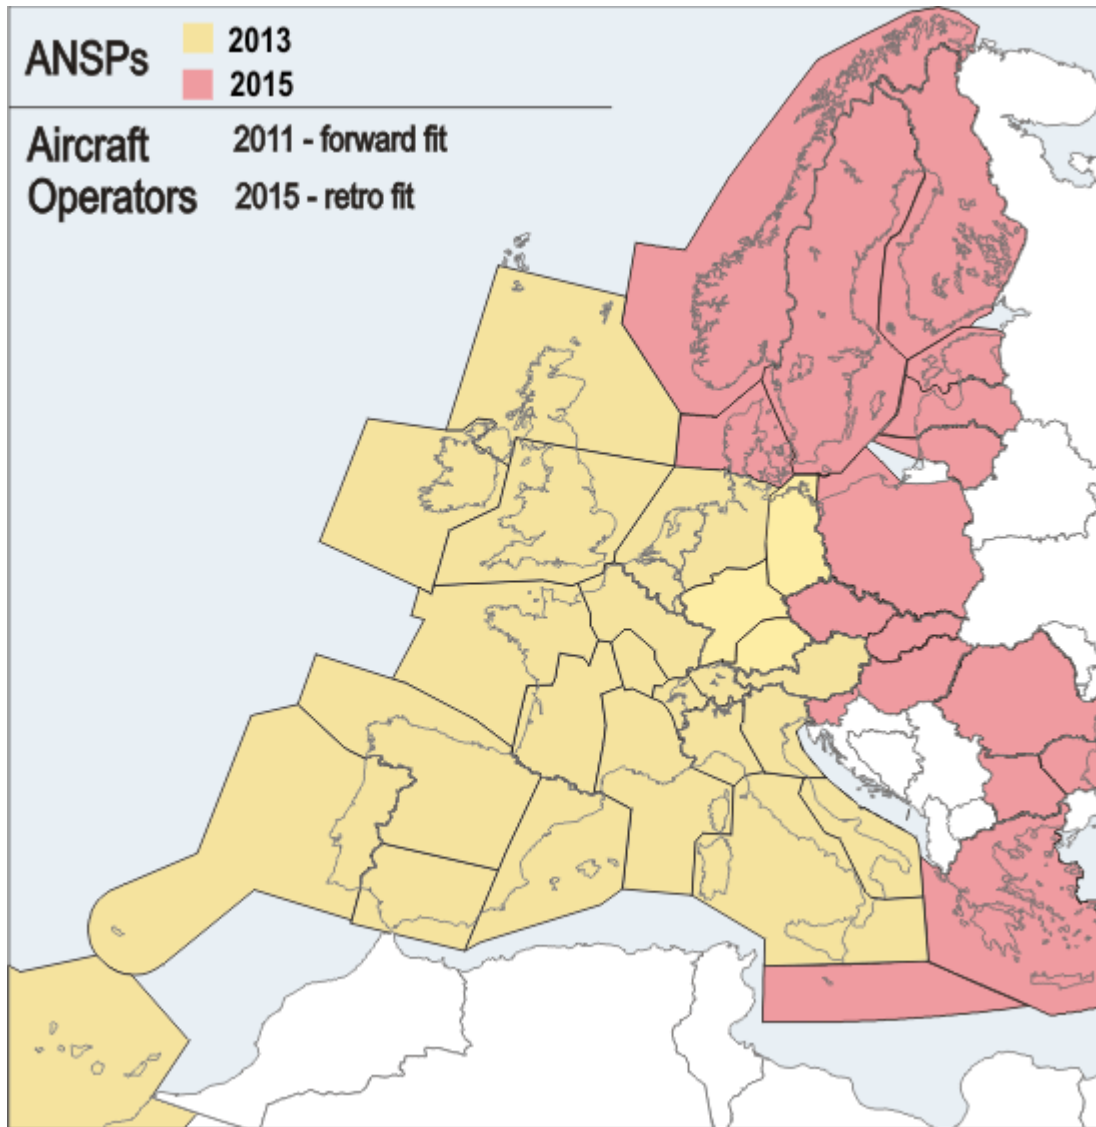 ANSPs
2013
2015
Aircraft Operators
2011 - forward fit
2015 - retro fit